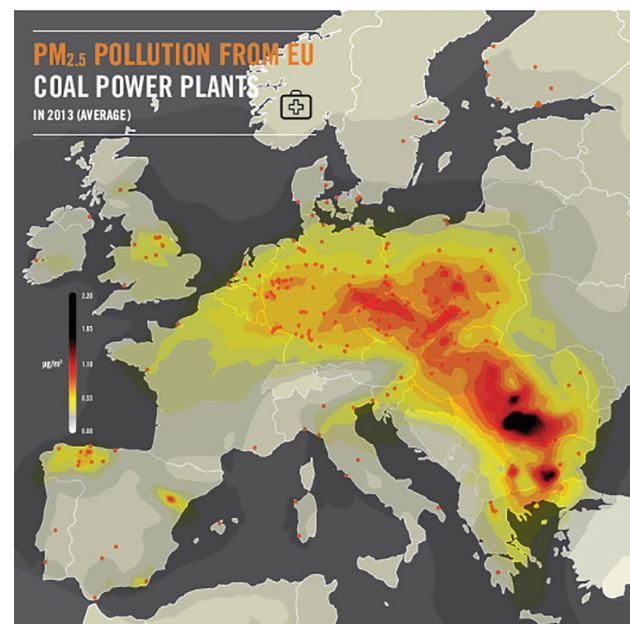 PM2.5 POLLUTION FROM EU
COAL POWER PLANTS
IN 2013 (AVERAGE)
2.20
1.65
µg/m³
1.10
0.55
0.00